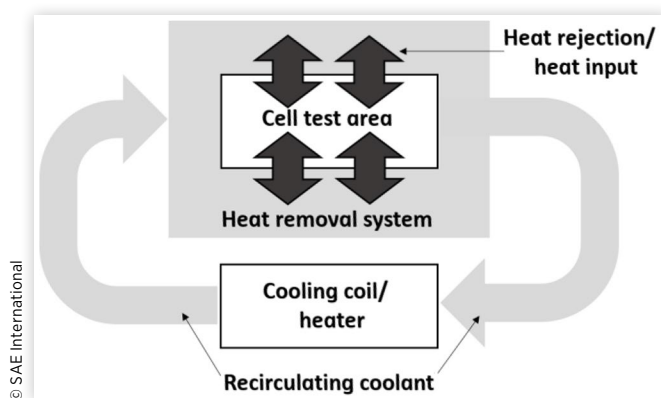 Heat rejection/
heat input
Cell test area
Heat removal system
Cooling coil/
heater
Recirculating coolant
© SAE International